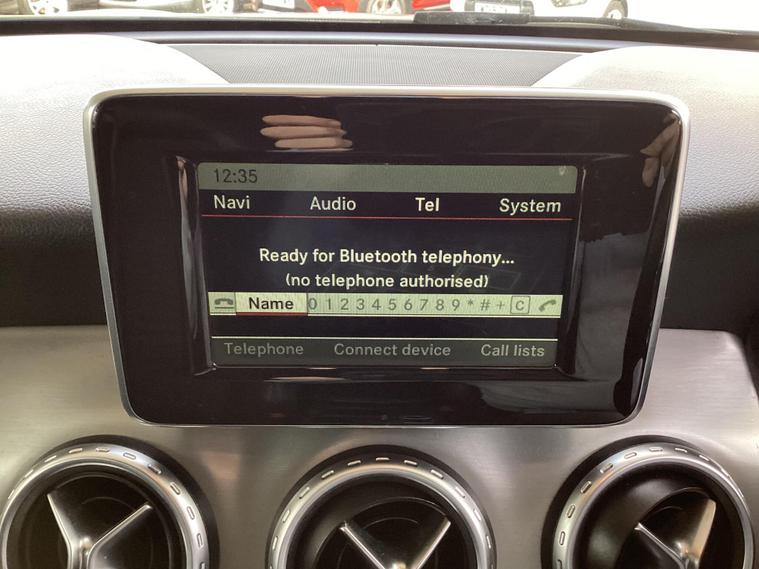 12:35
Navi Audio Tel System
Ready for Bluetooth telephony...
(no telephone authorised)
Name 0 1 2 3 4 5 6 7 8 9 * # + C
Telephone Connect device Call lists